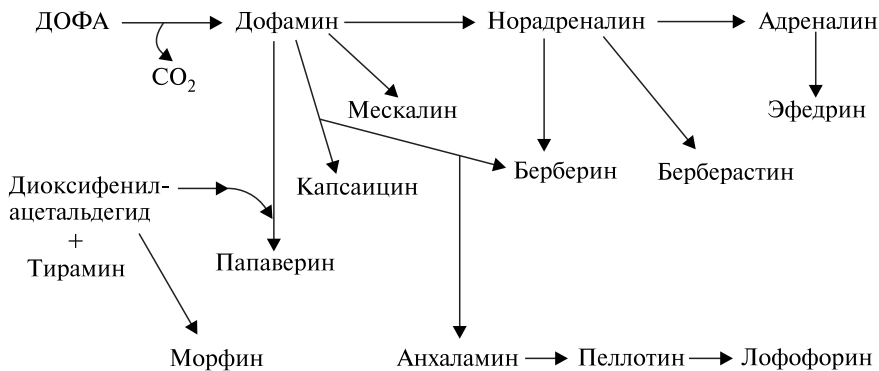 ДОФА
Дофамин
Норадреналин
Адреналин
CO2
Мескалин
Эфедрин
Капсаицин
Берберин
Берберастин
Диоксифенил-
ацетальдегид
+
Тирамин
Папаверин
Морфин
Анхаламин
Пеллотин
Лофофорин